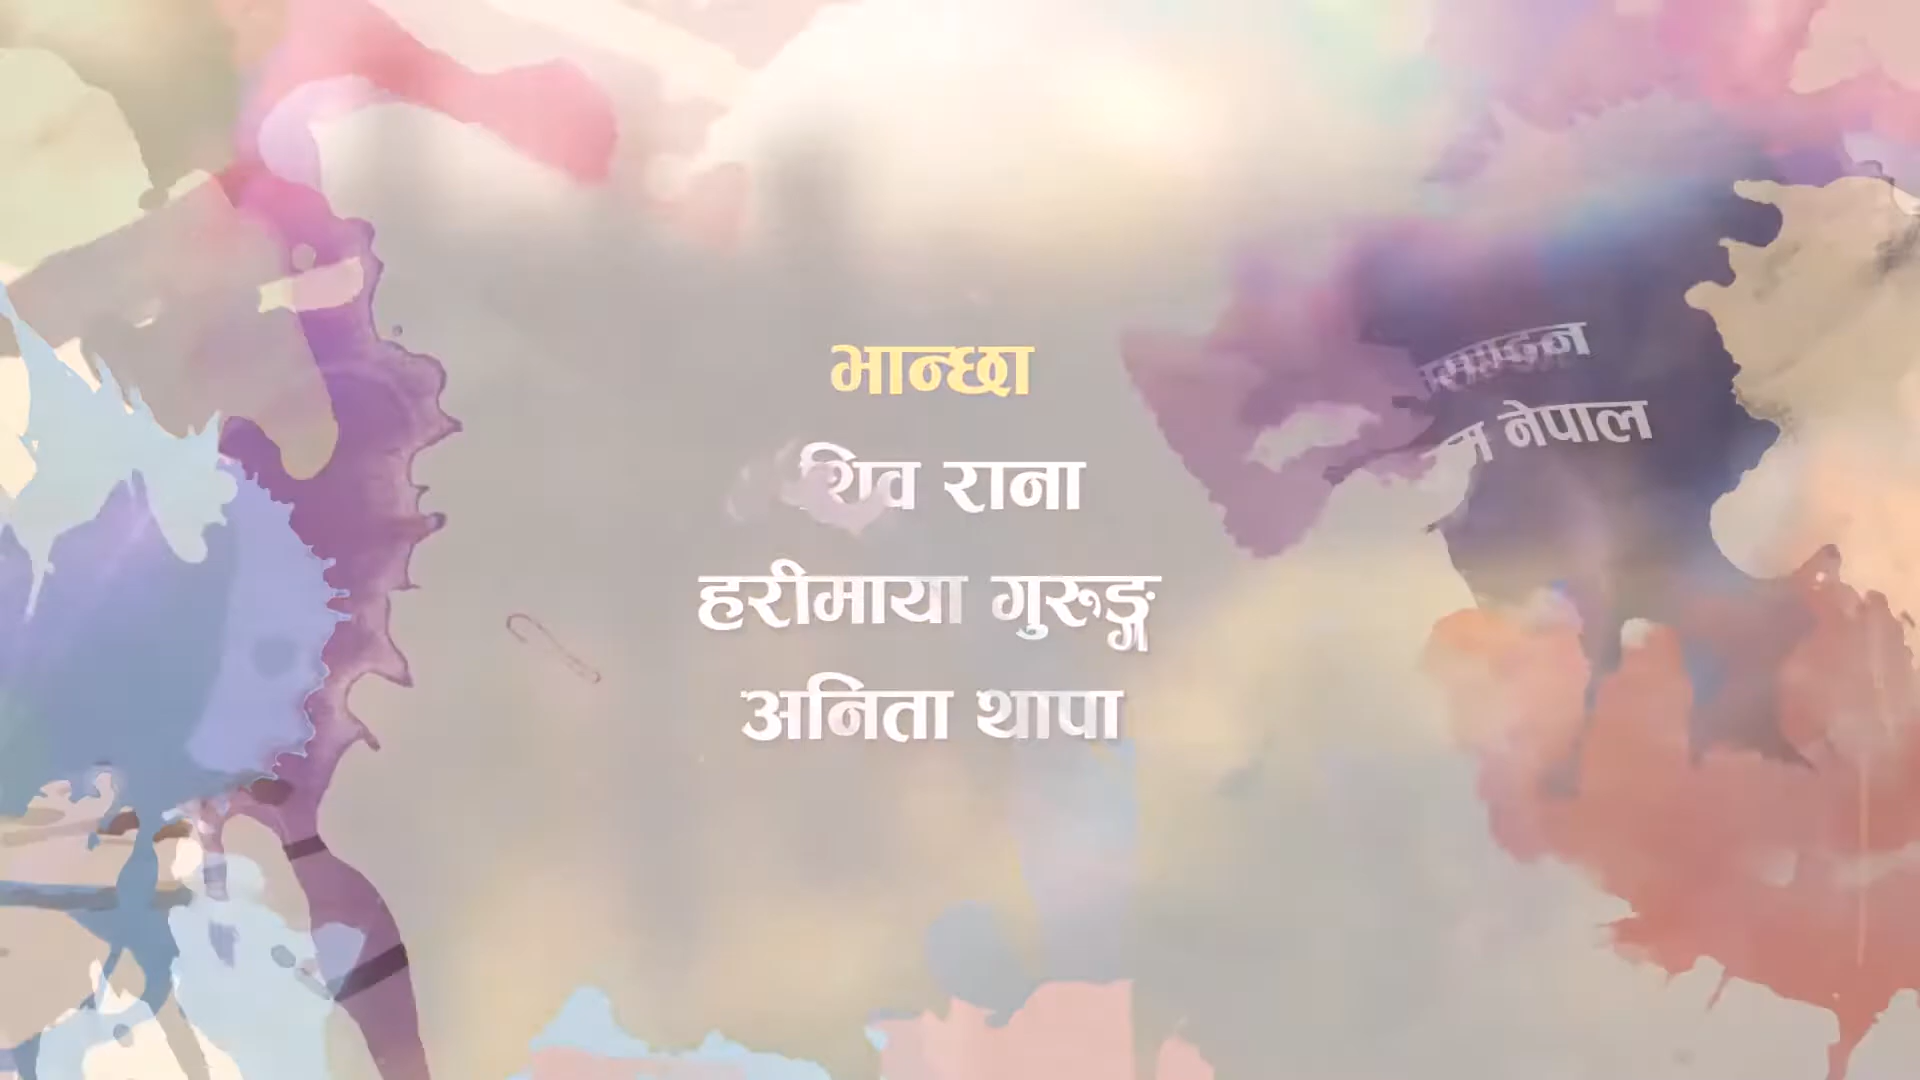 भान्छा
शिव राना
हरीमाया गुरुङ्ग
अनिता थापा
नेपाल